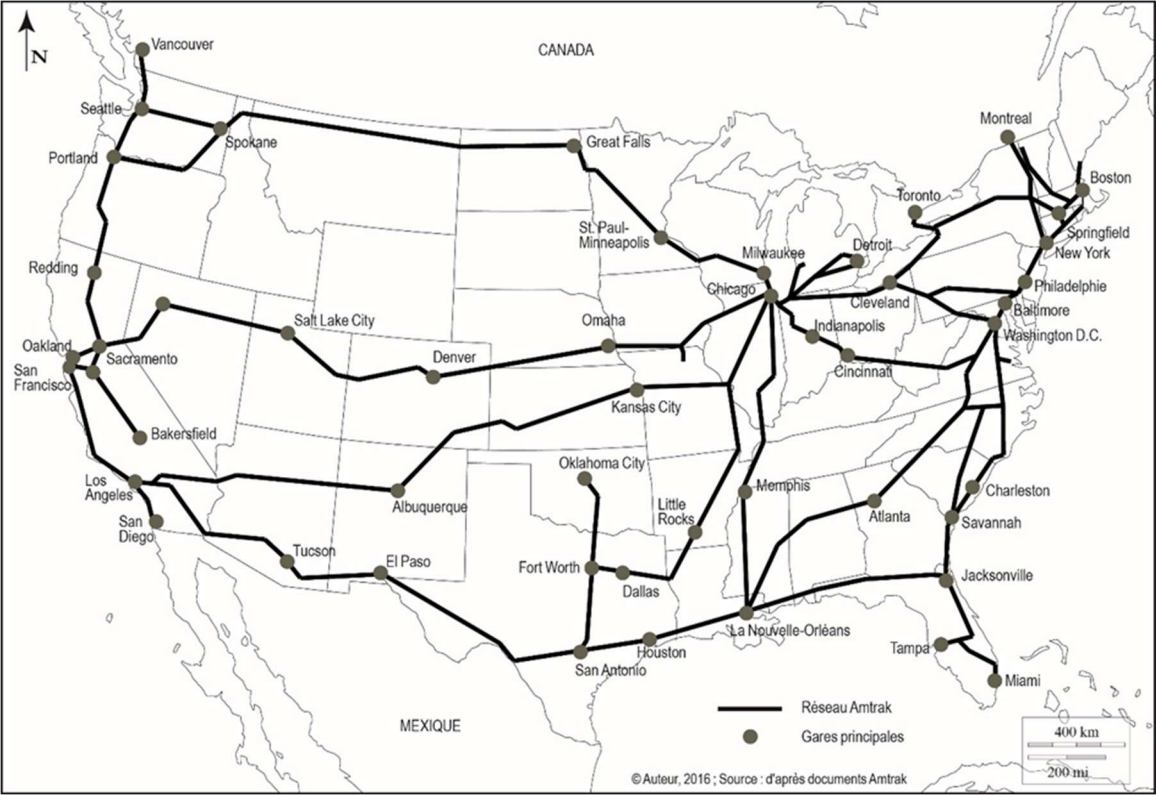 N
Vancouver
CANADA
Seattle
Spokane
Portland
Great Falls
Montreal
Boston
Toronto
Springfield
St. Paul-
Minneapolis
Milwaukee
Detroit
New York
Redding
Chicago
Cleveland
Philadelphie
Baltimore
Salt Lake City
Omaha
Indianapolis
Washington D.C.
Oakland
Sacramento
Denver
San
Francisco
Cincinnati
Kansas City
Bakersfield
Los
Angeles
Oklahoma City
Albuquerque
Little
Rocks
Memphis
Atlanta
Charleston
San
Diego
Savannah
Tucson
El Paso
Fort Worth
Dallas
Jacksonville
La Nouvelle-Orléans
Houston
San Antonio
Tampa
Miami
MEXIQUE
Réseau Amtrak
Gares principales
400 km
200 mi
© Auteur, 2016 ; Source : d'après documents Amtrak